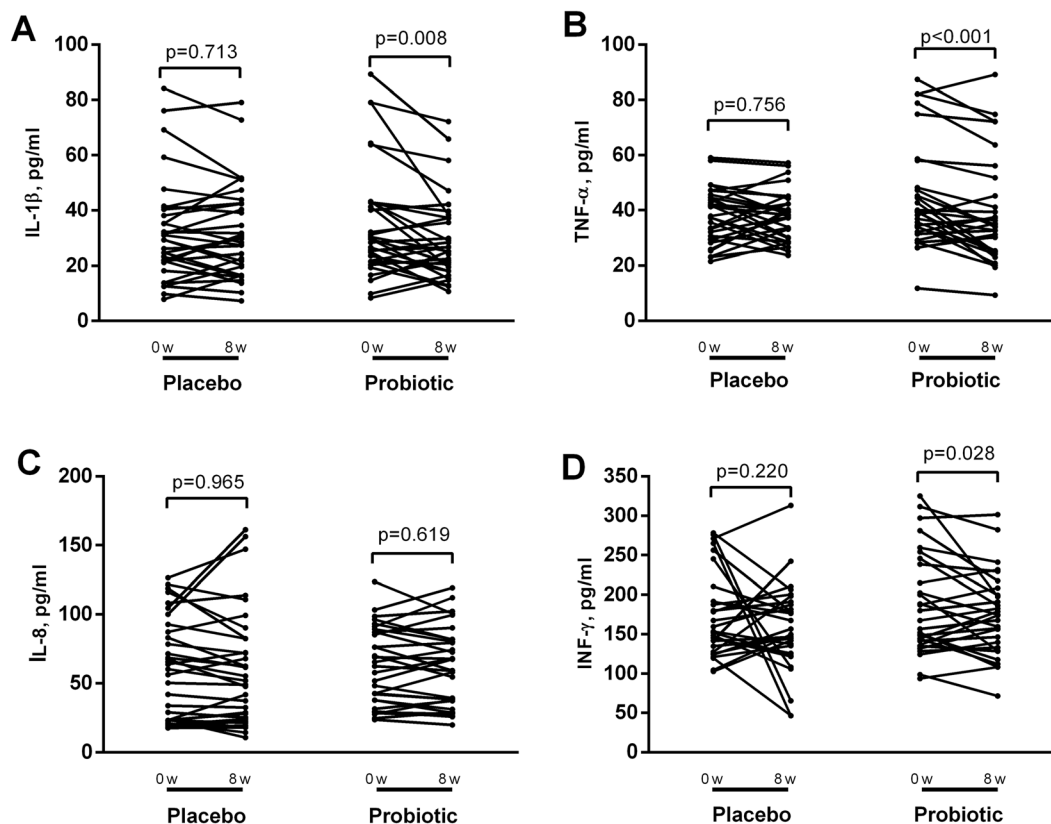 A
IL-1β, pg/ml
100
80
60
40
20
0
p=0.713
p=0.008
0 w 8 w 0 w 8 w
Placebo Probiotic
B
TNF-α, pg/ml
100
80
60
40
20
0
p=0.756
p<0.001
0 w 8 w 0 w 8 w
Placebo Probiotic
C
IL-8, pg/ml
200
150
100
50
0
p=0.965
p=0.619
0 w 8 w 0 w 8 w
Placebo Probiotic
D
INF-γ, pg/ml
350
300
250
200
150
100
50
0
p=0.220
p=0.028
0 w 8 w 0 w 8 w
Placebo Probiotic